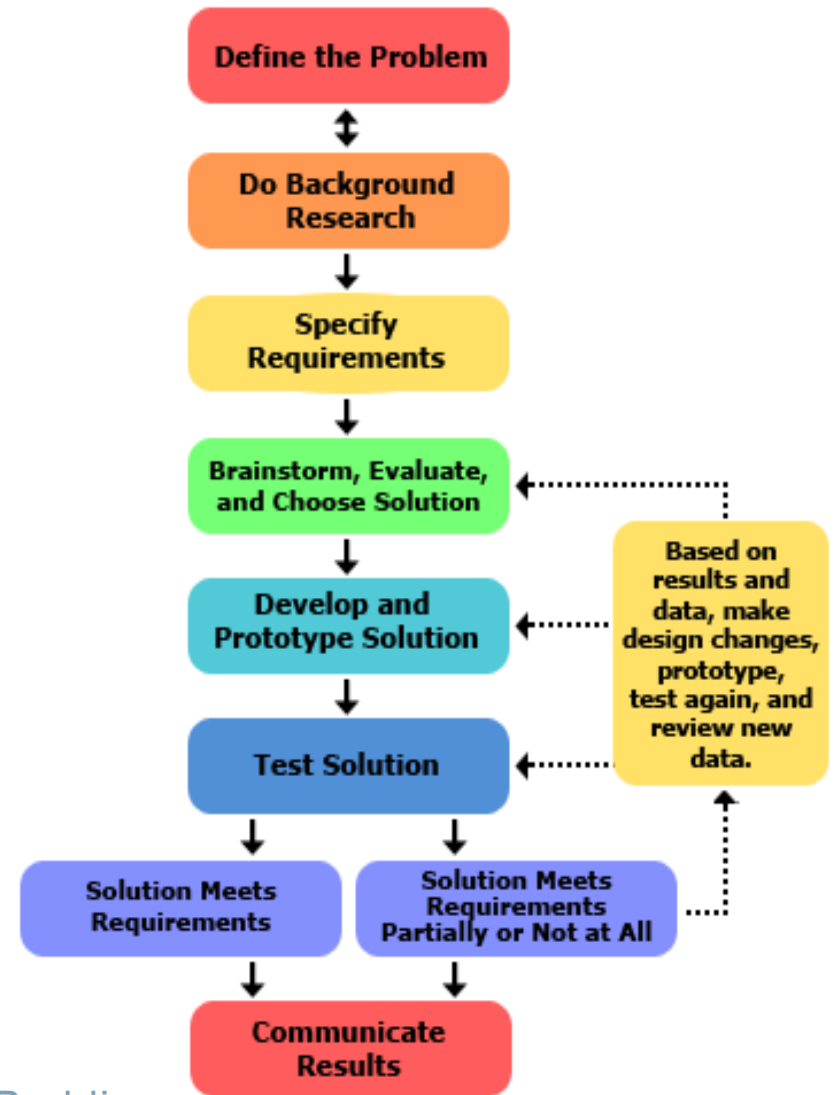 Define the Problem
Do Background
Research
Specify
Requirements
Brainstorm, Evaluate,
and Choose Solution
Develop and
Prototype Solution
Test Solution
Based on
results and
data, make
design changes,
prototype,
test again, and
review new
data.
Solution Meets
Requirements
Solution Meets
Requirements
Partially or Not at All
Communicate
Results